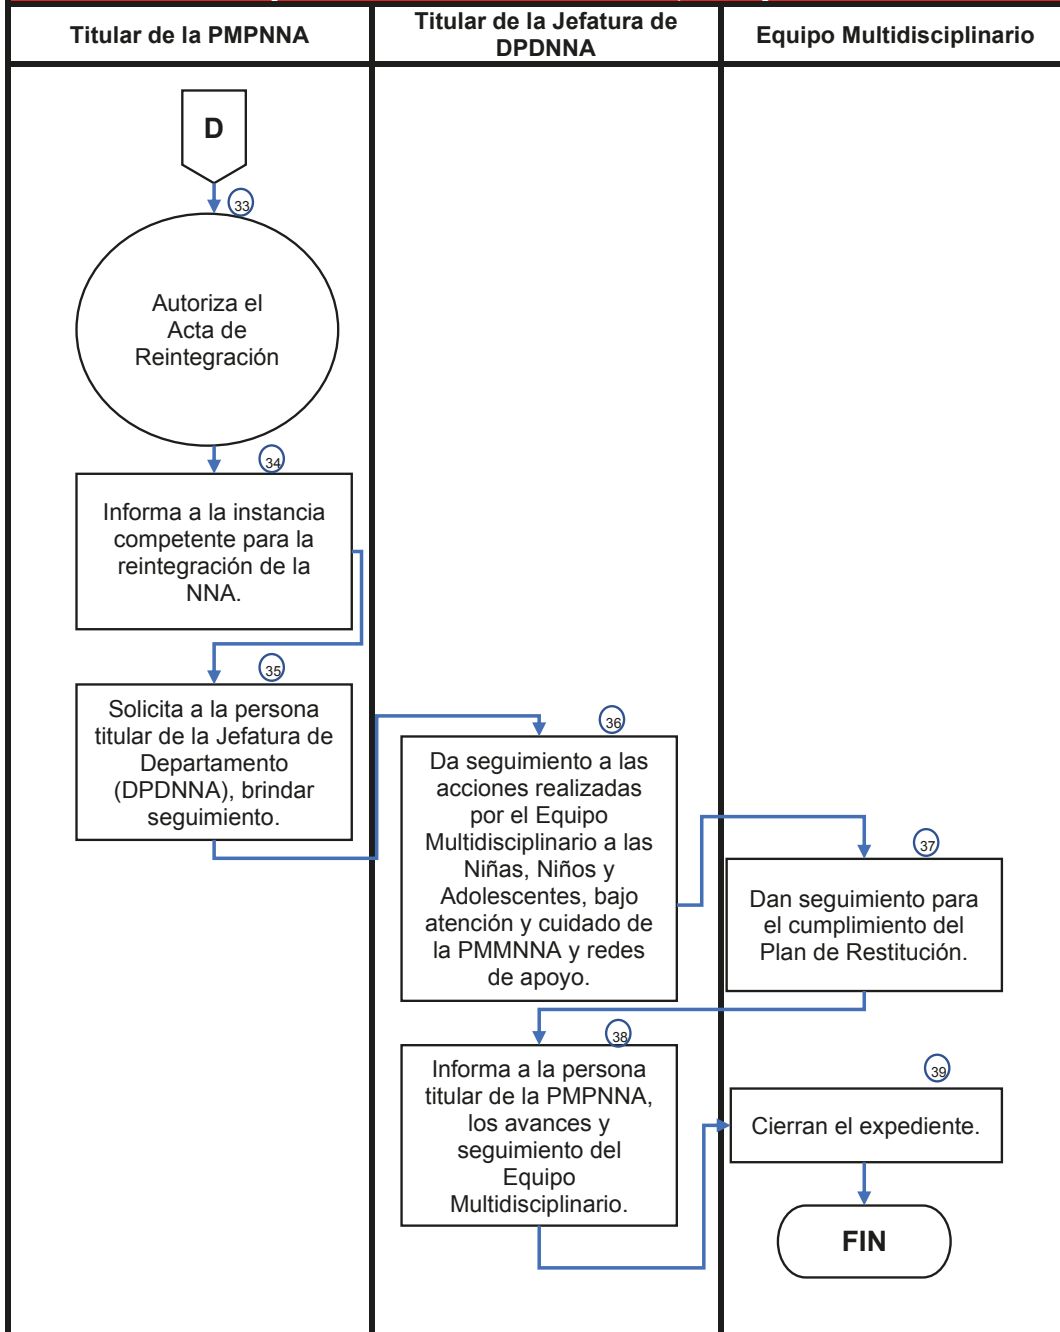 Titular de la PMPNNA
Titular de la Jefatura de
DPDNNA
Equipo Multidisciplinario
D
33
Autoriza el
Acta de
Reintegración
34
Informa a la instancia
competente para la
reintegración de la
NNA.
35
Solicita a la persona
titular de la Jefatura de
Departamento
(DPDNNA), brindar
seguimiento.
36
Da seguimiento a las
acciones realizadas
por el Equipo
Multidisciplinario a las
Niñas, Niños y
Adolescentes, bajo
atención y cuidado de
la PMMNNA y redes
de apoyo.
37
Dan seguimiento para
el cumplimiento del
Plan de Restitución.
38
Informa a la persona
titular de la PMPNNA,
los avances y
seguimiento del
Equipo
Multidisciplinario.
39
Cierran el expediente.
FIN